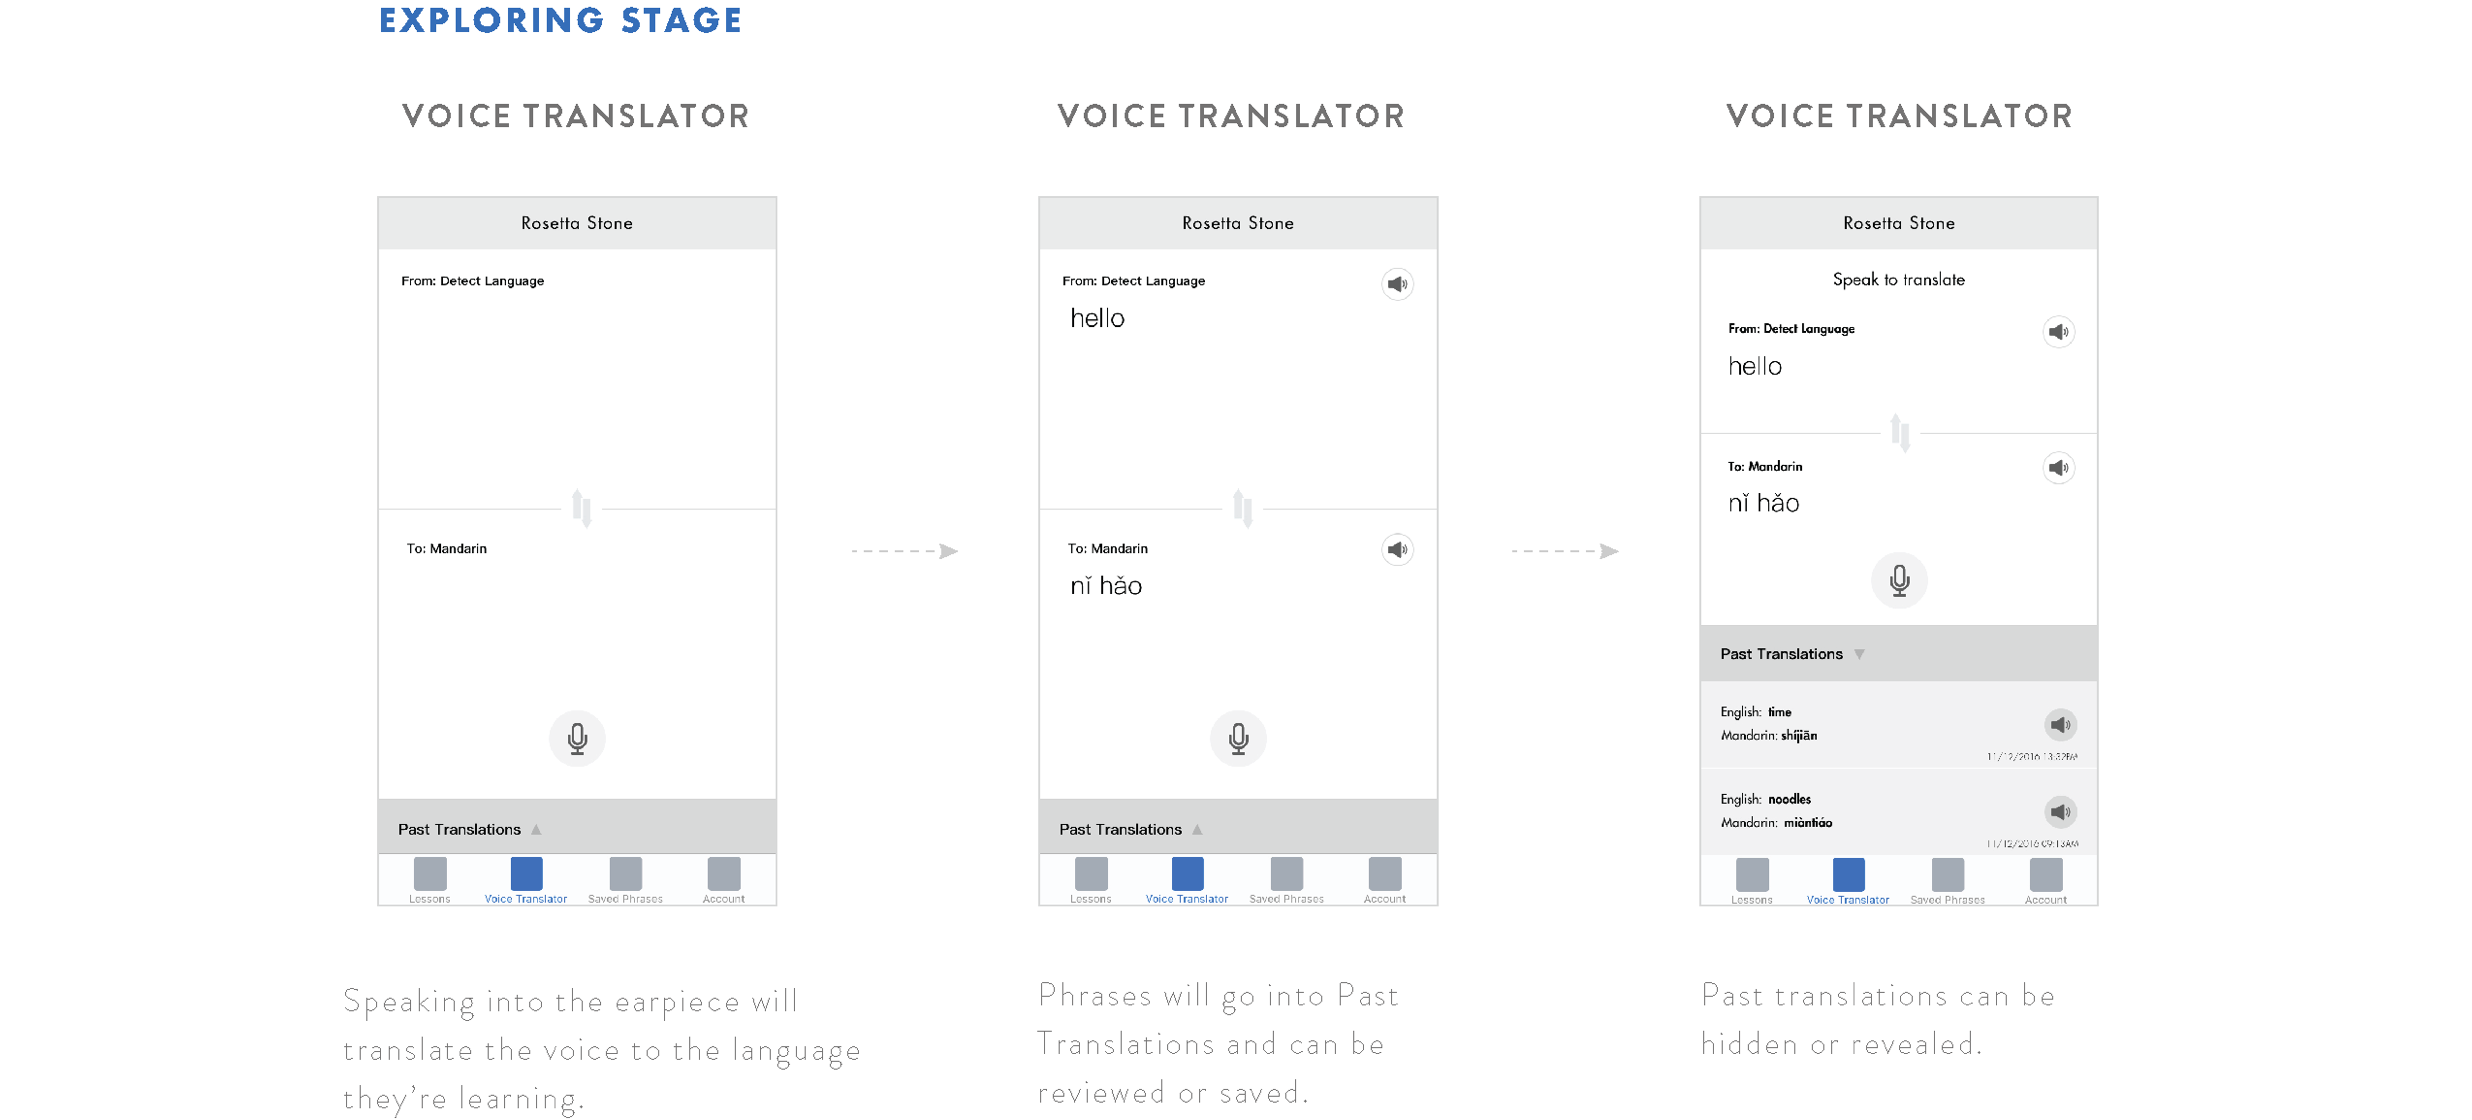 EXPLORING STAGE
VOICE TRANSLATOR
Rosetta Stone
From: Detect Language
To: Mandarin
Past Translations
Lessons
Voice Translator
Saved Phrases
Account
Speaking into the earpiece will
translate the voice to the language
they're learning.
VOICE TRANSLATOR
Rosetta Stone
From: Detect Language
hello
To: Mandarin
nǐ hǎo
Past Translations
Lessons
Voice Translator
Saved Phrases
Account
Phrases will go into Past
Translations and can be
reviewed or saved.
VOICE TRANSLATOR
Rosetta Stone
Speak to translate
From: Detect Language
hello
To: Mandarin
nǐ hǎo
Past Translations
English: time
Mandarin: shíjiān
11/12/2016 13:32PM
English: noodles
Mandarin: miàntiáo
11/12/2016 09:13AM
Lessons
Voice Translator
Saved Phrases
Account
Past translations can be
hidden or revealed.